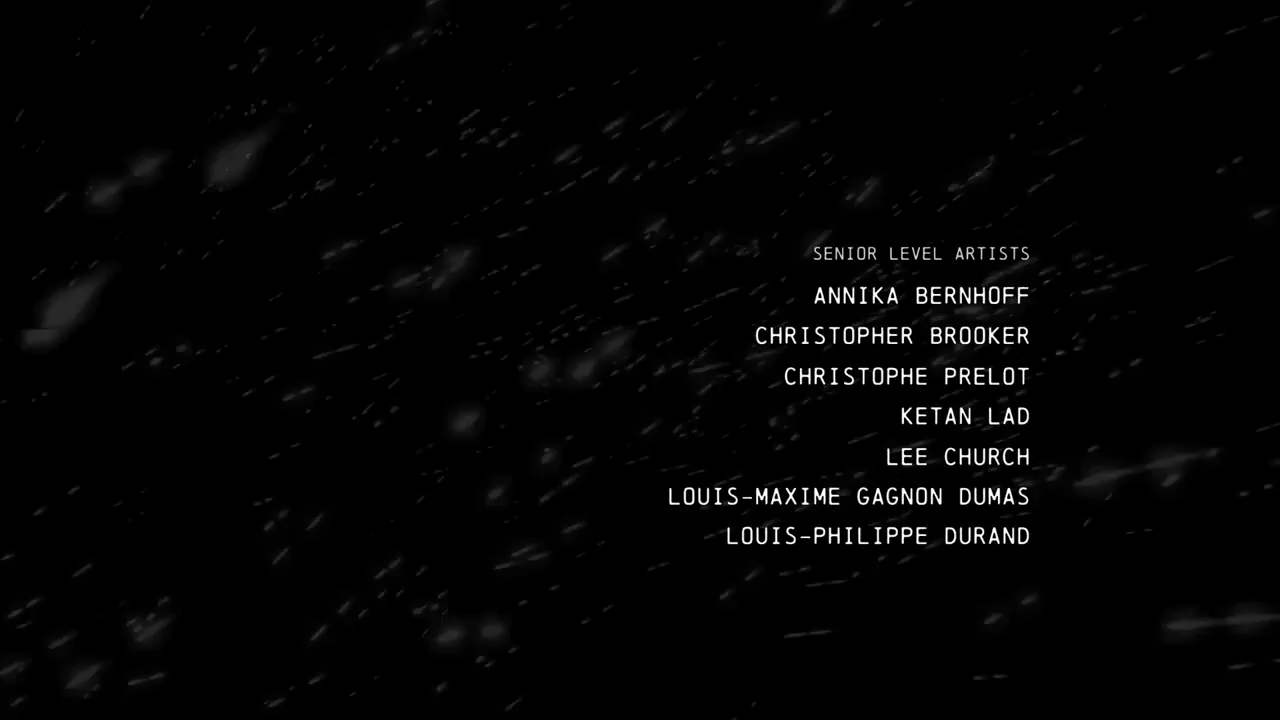 SENIOR LEVEL ARTISTS
ANNIKA BERNHOFF
CHRISTOPHER BROOKER
CHRISTOPHE PRELOT
KETAN LAD
LEE CHURCH
LOUIS-MAXIME GAGNON DUMAS
LOUIS-PHILIPPE DURAND